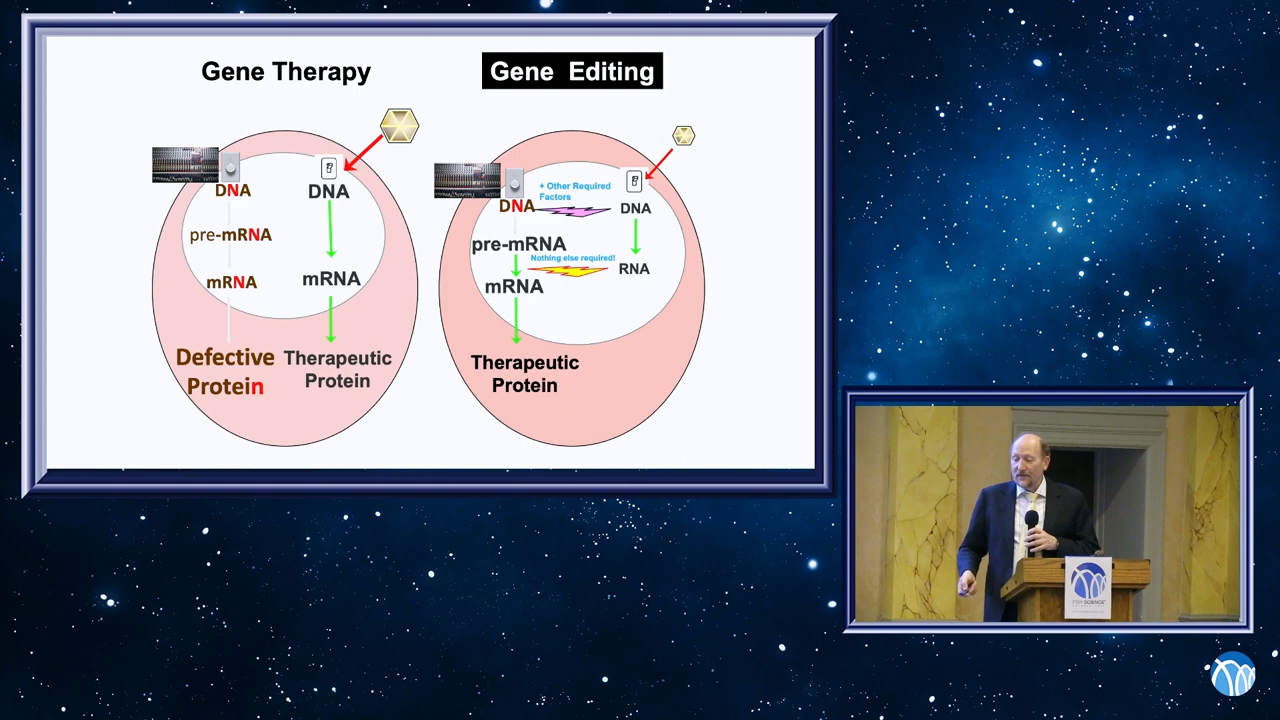 Gene Therapy
DNA
pre-mRNA
mRNA
Defective
Protein
DNA
mRNA
Therapeutic
Protein
Gene Editing
DNA
pre-mRNA
mRNA
Therapeutic
Protein
+ Other Required
Factors
Nothing else required!
DNA
RNA